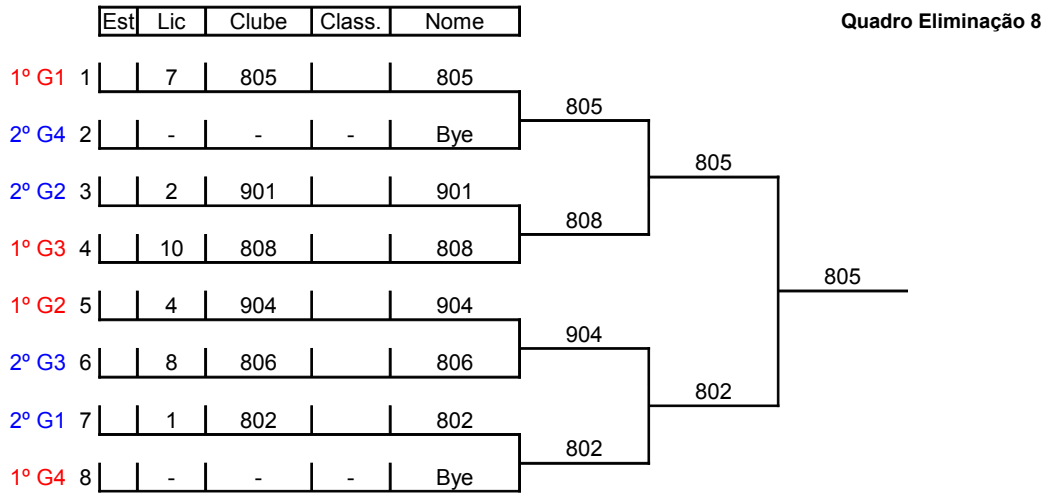 Est Lic Clube Class. Nome
Quadro Eliminação 8
1º G1 1 7 805 805
805
2º G4 2 - - - Bye
805
2º G2 3 2 901 901
808
1º G3 4 10 808 808
805
1º G2 5 4 904 904
904
2º G3 6 8 806 806
802
2º G1 7 1 802 802
802
1º G4 8 - - - Bye